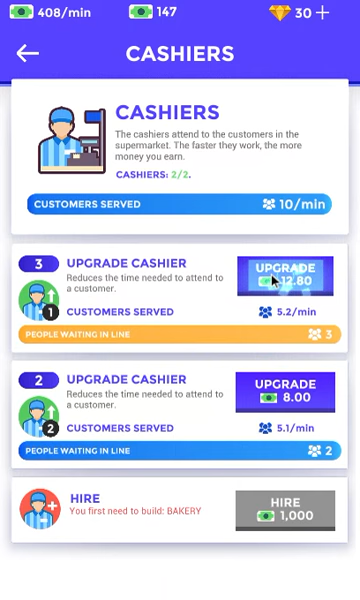 408/min
147
30 +
CASHIERS
CASHIERS
The cashiers attend to the customers in the
supermarket. The faster they work, the more
money you earn.
CASHIERS: 2/2.
CUSTOMERS SERVED 10/min
3 UPGRADE CASHIER
Reduces the time needed to attend to
a customer.
UPGRADE
12.80
1
CUSTOMERS SERVED 5.2/min
PEOPLE WAITING IN LINE 3
2 UPGRADE CASHIER
Reduces the time needed to attend to
a customer.
UPGRADE
8.00
2
CUSTOMERS SERVED 5.1/min
PEOPLE WAITING IN LINE 2
HIRE
You first need to build: BAKERY
HIRE
1,000